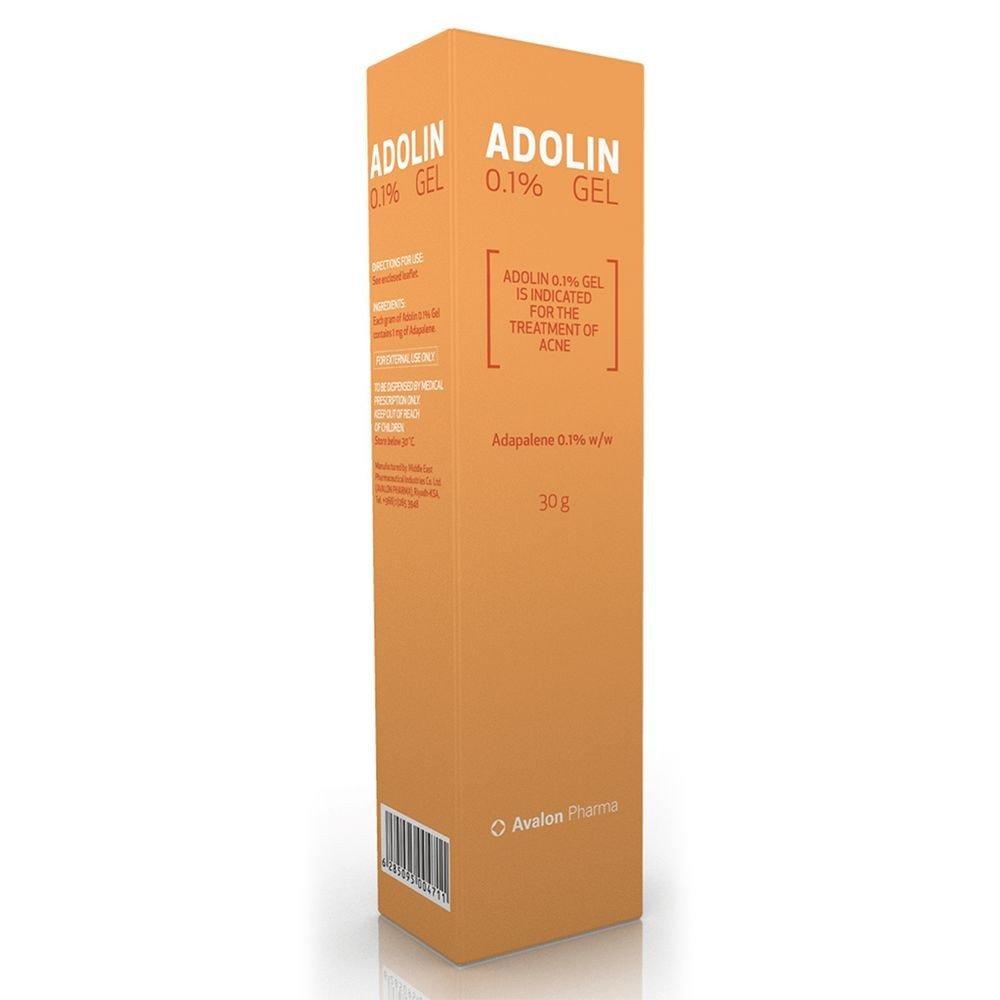 ADOLIN
0.1% GEL
DIRECTIONS FOR USE:
See enclosed leaflet.
INGREDIENTS:
Each gram of Adolin 0.1% Gel
contains 1 mg of Adapalene.
FOR EXTERNAL USE ONLY
TO BE DISPENSED BY MEDICAL
PRESCRIPTION ONLY.
KEEP OUT OF REACH
OF CHILDREN.
Store below 30°C
Manufactured by: Middle East
Pharmaceutical Industries Co. Ltd.
(AVALON PHARMA), Riyadh-KSA,
6 285095 004711
ADOLIN
0.1% GEL
ADOLIN 0.1% GEL
IS INDICATED
FOR THE
TREATMENT OF
ACNE
Adapalene 0.1% w/w
30 g
Avalon Pharma